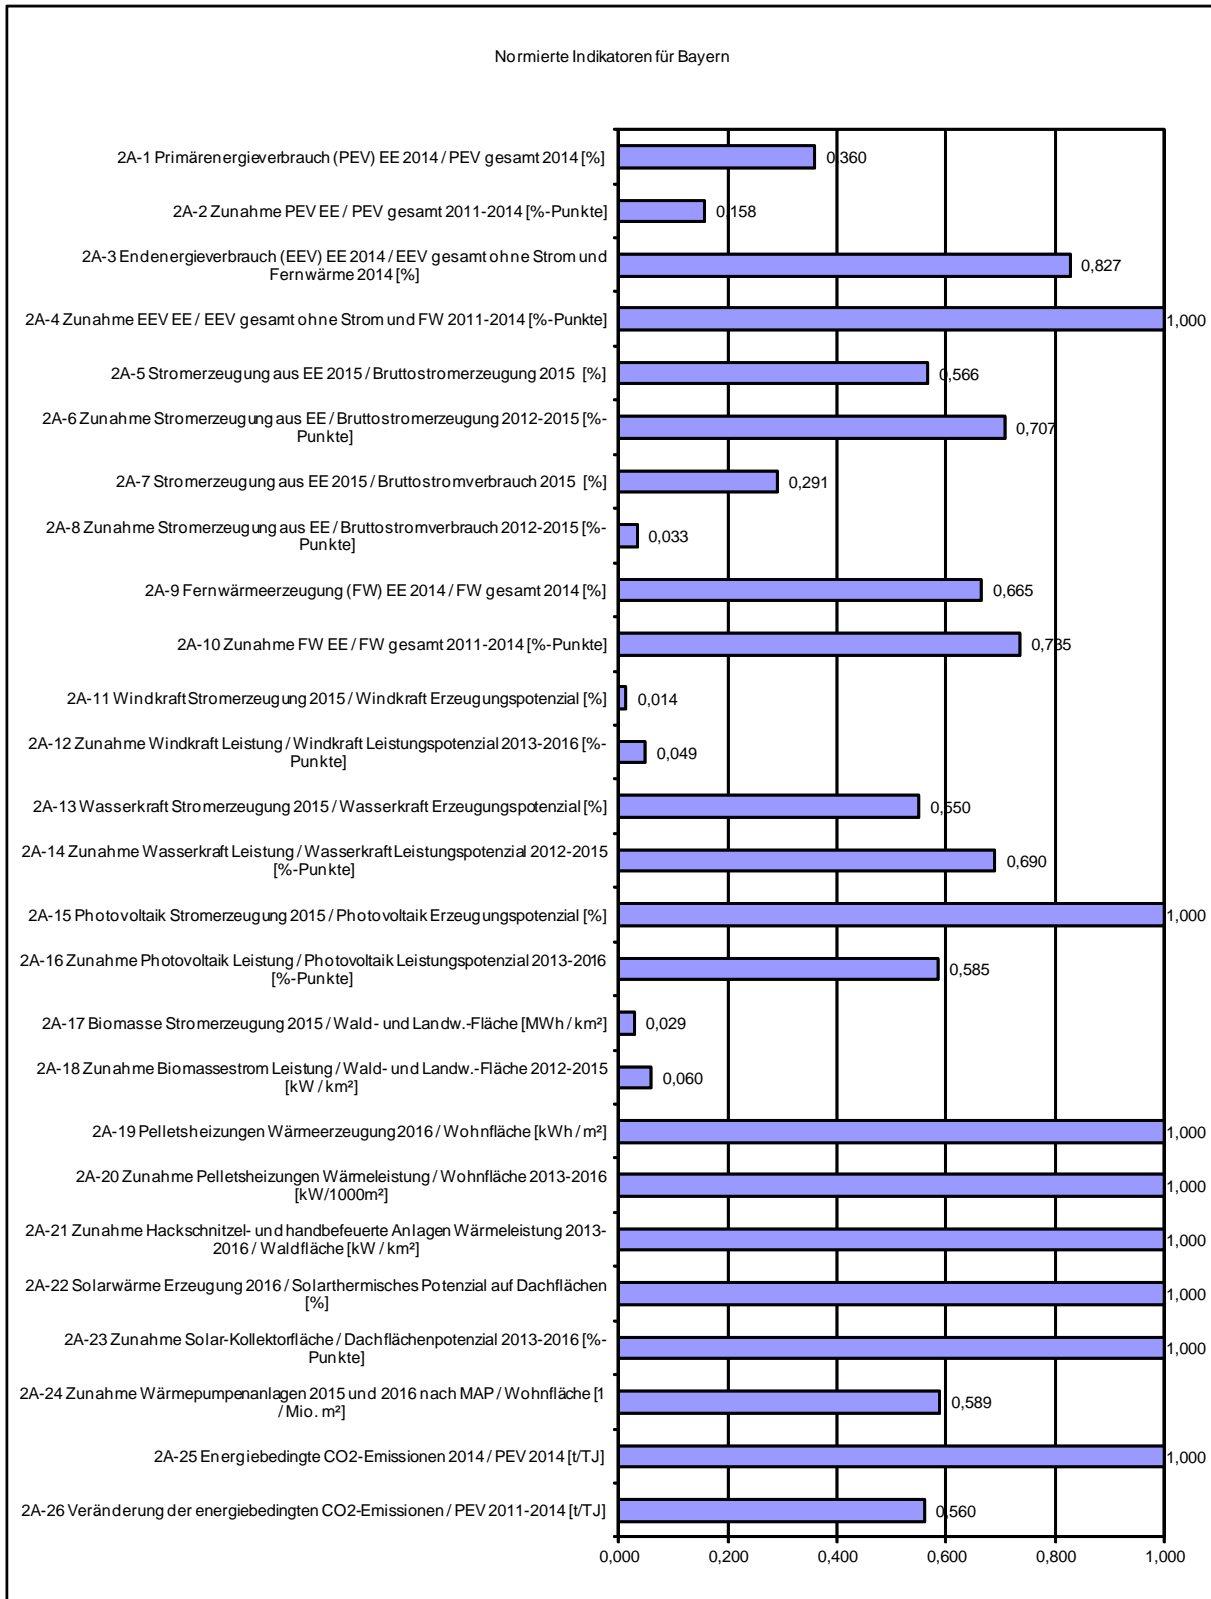 Normierte Indikatoren für Bayern
2A-1 Primärenergieverbrauch (PEV) EE 2014 / PEV gesamt 2014 [%]
0,360
2A-2 Zunahme PEV EE / PEV gesamt 2011-2014 [%-Punkte]
0,158
2A-3 Endenergieverbrauch (EEV) EE 2014 / EEV gesamt ohne Strom und
Fernwärme 2014 [%]
0,827
2A-4 Zunahme EEV EE / EEV gesamt ohne Strom und FW 2011-2014 [%-Punkte]
1,000
2A-5 Stromerzeugung aus EE 2015 / Bruttostromerzeugung 2015 [%]
0,566
2A-6 Zunahme Stromerzeugung aus EE / Bruttostromerzeugung 2012-2015 [%-
Punkte]
0,707
2A-7 Stromerzeugung aus EE 2015 / Bruttostromverbrauch 2015 [%]
0,291
2A-8 Zunahme Stromerzeugung aus EE / Bruttostromverbrauch 2012-2015 [%-
Punkte]
0,033
2A-9 Fernwärmeerzeugung (FW) EE 2014 / FW gesamt 2014 [%]
0,665
2A-10 Zunahme FW EE / FW gesamt 2011-2014 [%-Punkte]
0,735
2A-11 Windkraft Stromerzeugung 2015 / Windkraft Erzeugungspotenzial [%]
0,014
2A-12 Zunahme Windkraft Leistung / Windkraft Leistungspotenzial 2013-2016 [%-
Punkte]
0,049
2A-13 Wasserkraft Stromerzeugung 2015 / Wasserkraft Erzeugungspotenzial [%]
0,550
2A-14 Zunahme Wasserkraft Leistung / Wasserkraft Leistungspotenzial 2012-2015
[%-Punkte]
0,690
2A-15 Photovoltaik Stromerzeugung 2015 / Photovoltaik Erzeugungspotenzial [%]
1,000
2A-16 Zunahme Photovoltaik Leistung / Photovoltaik Leistungspotenzial 2013-2016
[%-Punkte]
0,585
2A-17 Biomasse Stromerzeugung 2015 / Wald- und Landw.-Fläche [MWh / km²]
0,029
2A-18 Zunahme Biomassestrom Leistung / Wald- und Landw.-Fläche 2012-2015
[kW / km²]
0,060
2A-19 Pelletsheizungen Wärmeerzeugung 2016 / Wohnfläche [kWh / m²]
1,000
2A-20 Zunahme Pelletsheizungen Wärmeleistung / Wohnfläche 2013-2016
[kW/1000m²]
1,000
2A-21 Zunahme Hackschnitzel- und handbefeuerte Anlagen Wärmeleistung 2013-
2016 / Waldfläche [kW / km²]
1,000
2A-22 Solarwärme Erzeugung 2016 / Solarthermisches Potenzial auf Dachflächen
[%]
1,000
2A-23 Zunahme Solar-Kollektorfläche / Dachflächenpotenzial 2013-2016 [%-
Punkte]
1,000
2A-24 Zunahme Wärmepumpenanlagen 2015 und 2016 nach MAP / Wohnfläche [1
/ Mio. m²]
0,589
2A-25 Energiebedingte CO2-Emissionen 2014 / PEV 2014 [t/TJ]
1,000
2A-26 Veränderung der energiebedingten CO2-Emissionen / PEV 2011-2014 [t/TJ]
0,560
0,000 0,200 0,400 0,600 0,800 1,000